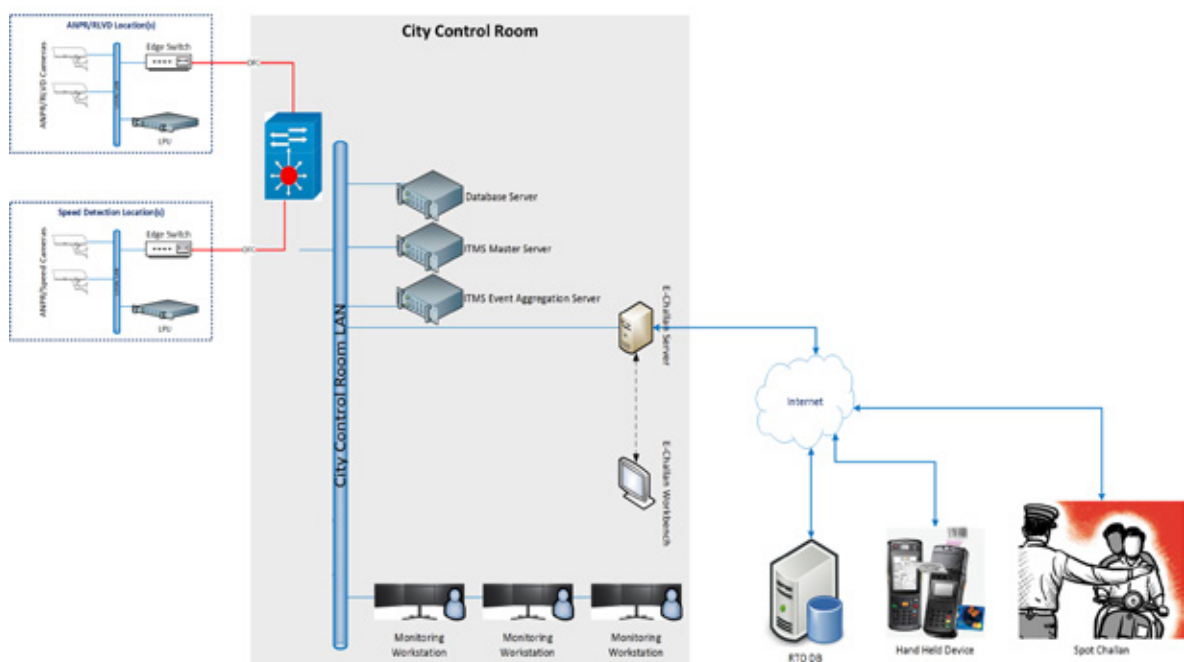 ANPR/RLVD Location(s)
ANPR/RLVD Cameras
Edge Switch
LPU
OFC
Speed Detection Location(s)
ANPR/Speed Cameras
Edge Switch
LPU
OFC
City Control Room
City Control Room LAN
Database Server
ITMS Master Server
ITMS Event Aggregation Server
E-Challan Server
E-Challan Workbench
Monitoring
Workstation
Monitoring
Workstation
Monitoring
Workstation
Internet
RTO DB
Hand Held Device
Spot Challan